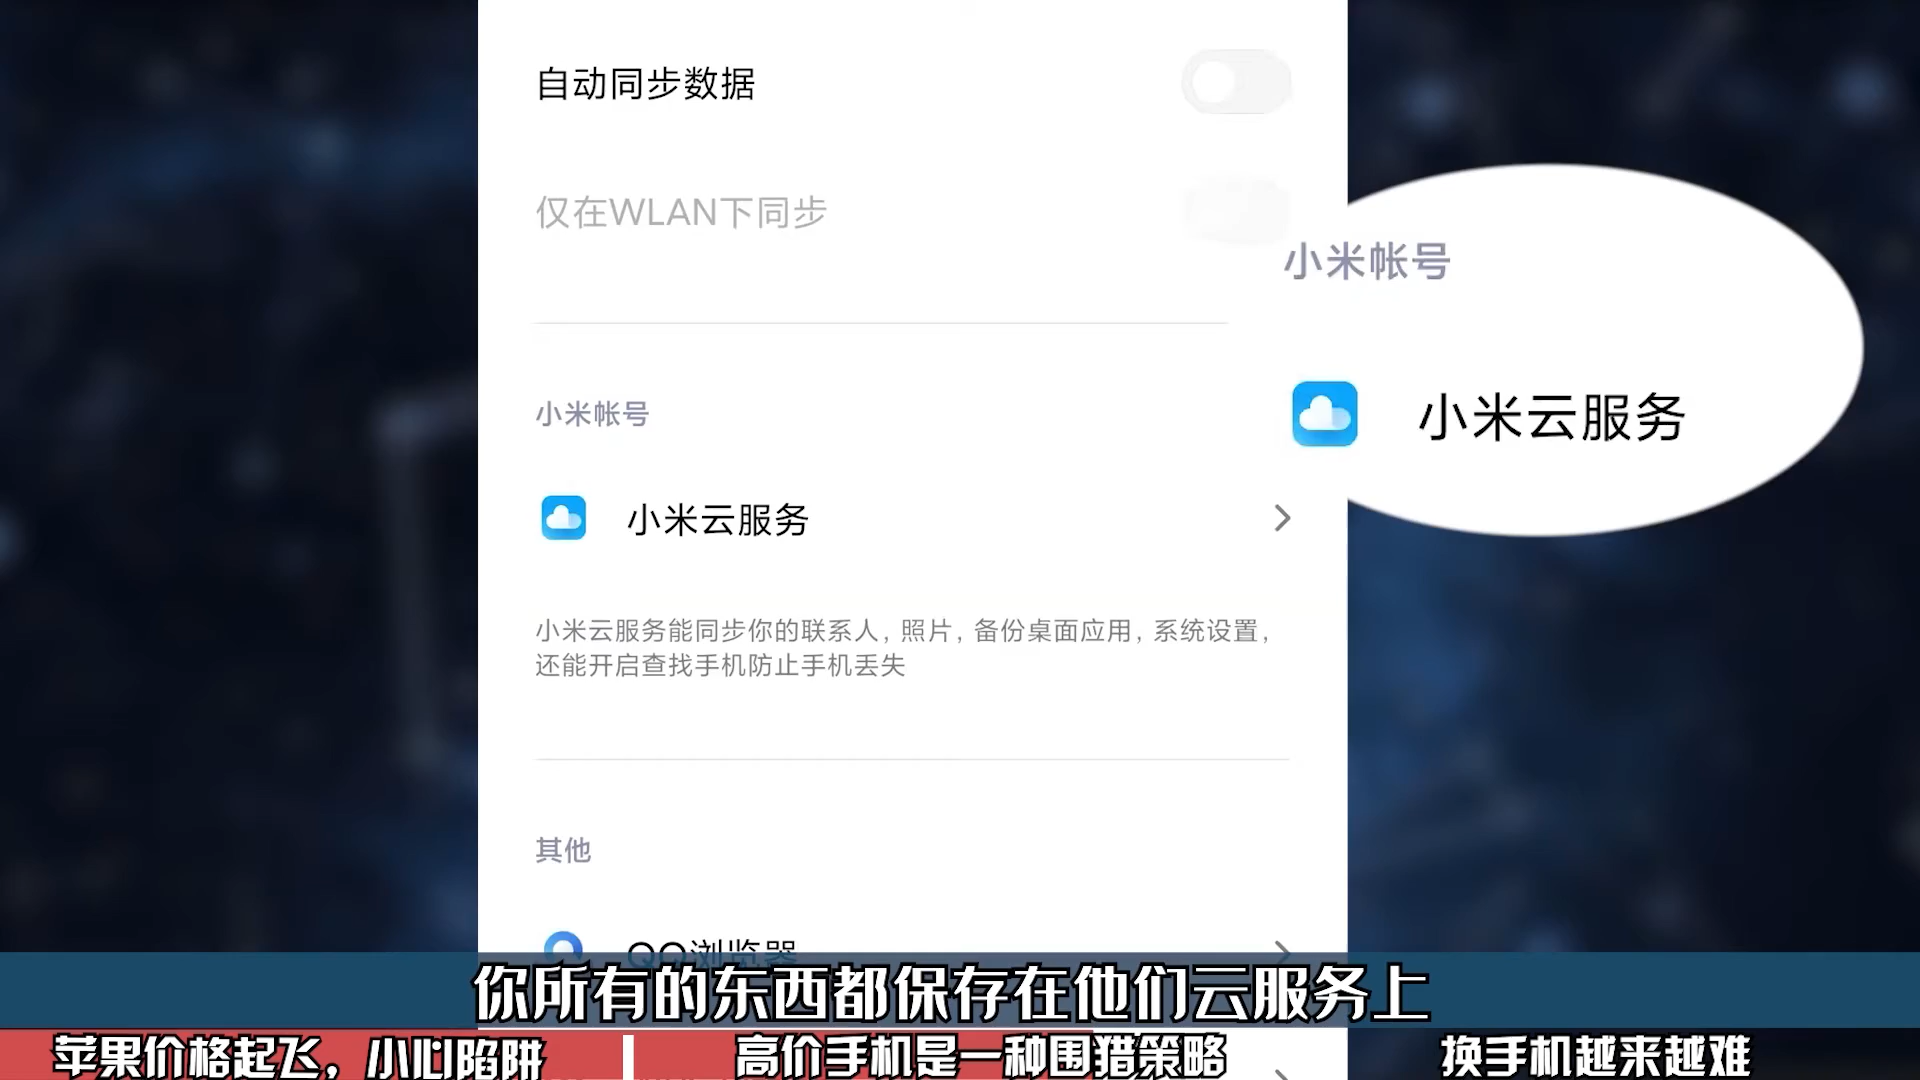 自动同步数据
仅在WLAN下同步
小米帐号
小米云服务
小米帐号
小米云服务
小米云服务能同步你的联系人,照片,备份桌面应用,系统设置,
还能开启查找手机防止手机丢失
其他
QQ浏览器
你所有的东西都保存在他们云服务上
苹果价格起飞，小心陷阱
高价手机是一种围猎策略
换手机越来越难